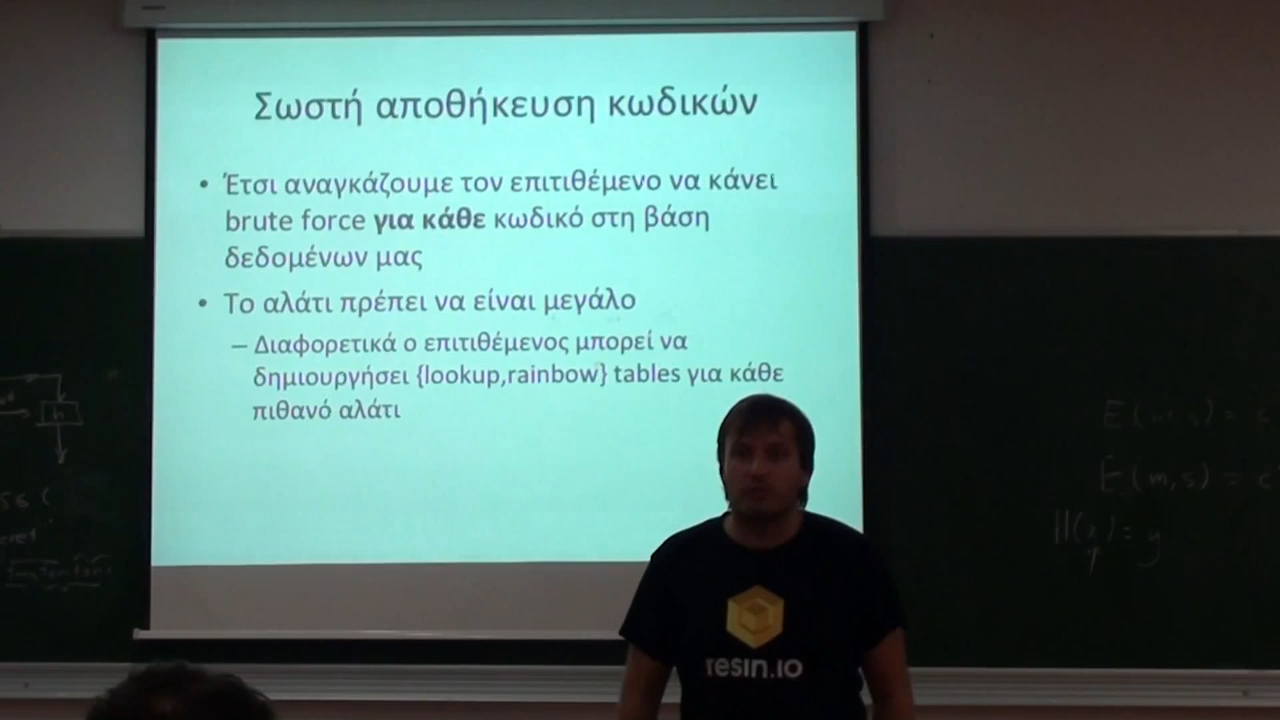 Σωστή αποθήκευση κωδικών
• Έτσι αναγκάζουμε τον επιτιθέμενο να κάνει
brute force για κάθε κωδικό στη βάση
δεδομένων μας
• Το αλάτι πρέπει να είναι μεγάλο
– Διαφορετικά ο επιτιθέμενος μπορεί να
δημιουργήσει {lookup,rainbow} tables για κάθε
πιθανό αλάτι
resin.io
E(m,s) = c
H(x) = y